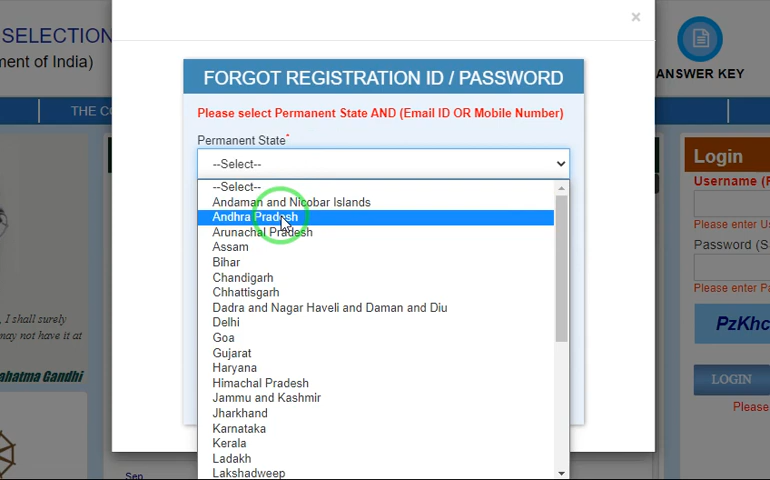 SELECTION
ment of India)
ANSWER KEY
THE CO
×
FORGOT REGISTRATION ID / PASSWORD
Please select Permanent State AND (Email ID OR Mobile Number)
Permanent State*
--Select--
--Select--
Andaman and Nicobar Islands
Andhra Pradesh
Arunachal Pradesh
Assam
Bihar
Chandigarh
Chhattisgarh
Dadra and Nagar Haveli and Daman and Diu
Delhi
Goa
Gujarat
Haryana
Himachal Pradesh
Jammu and Kashmir
Jharkhand
Karnataka
Kerala
Ladakh
Lakshadweep
, I shall surely
may not have it at
ahatma Gandhi
Sep
Login
Username (R
Please enter Us
Password (S
Please enter Pa
PzKhc
LOGIN
Please